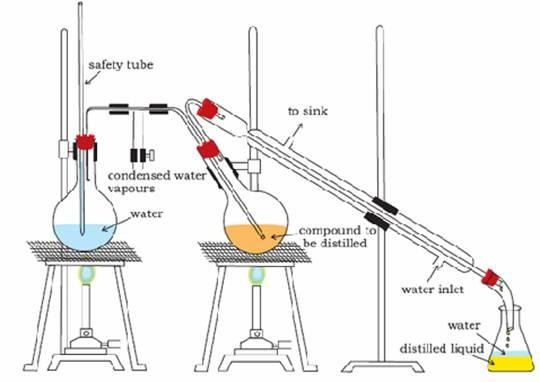 safety tube
to sink
condensed water
vapours
water
compound to
be distilled
water inlet
water
distilled liquid